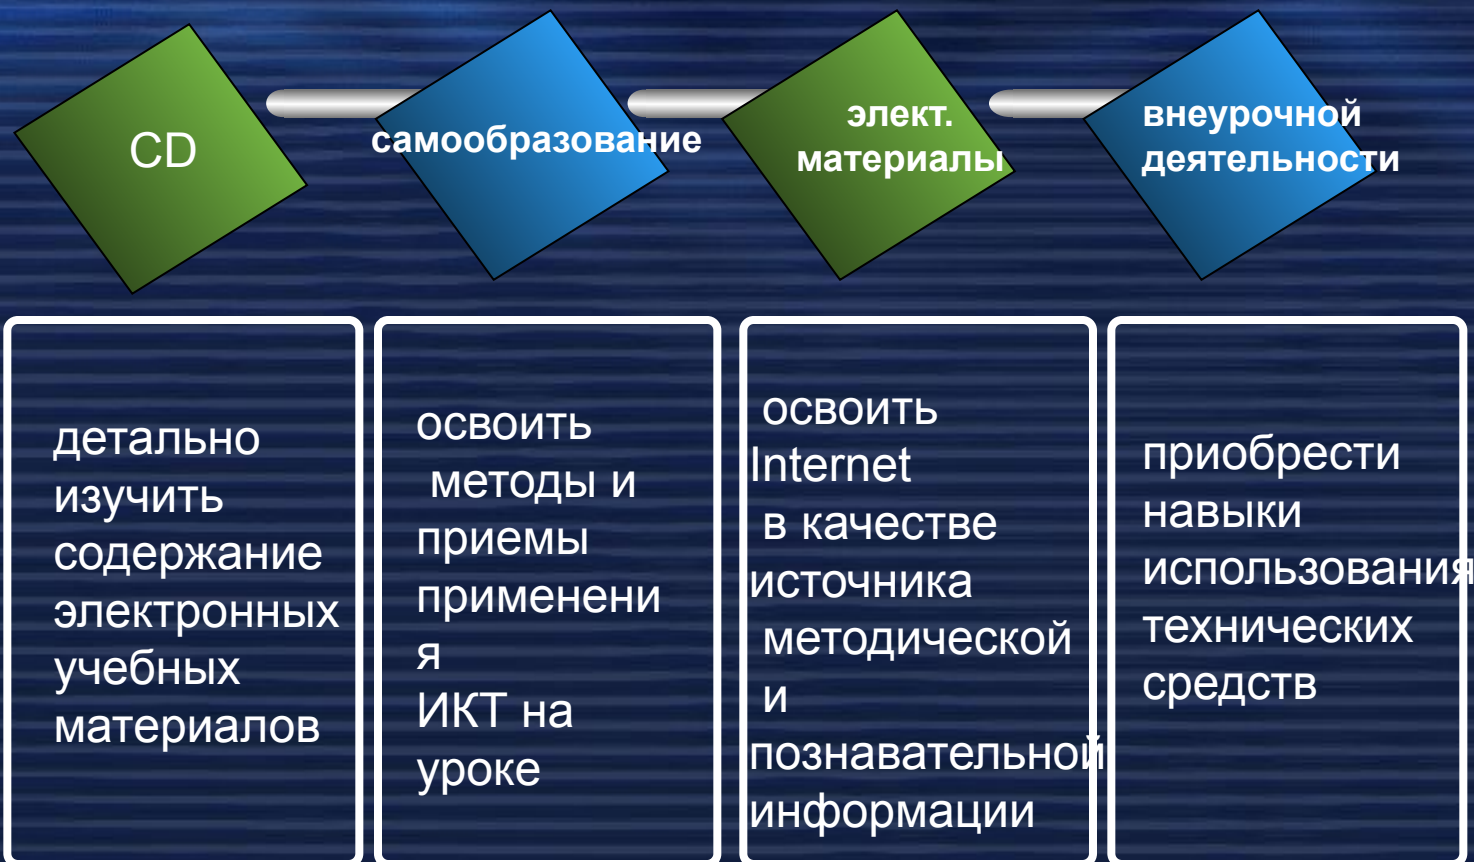 CD
самообразование
элект.
материалы
внеурочной
деятельности
детально
изучить
содержание
электронных
учебных
материалов
освоить
методы и
приемы
применени
я
ИКТ на
уроке
освоить
Internet
в качестве
источника
методической
и
познавательной
информации
приобрести
навыки
использования
технических
средств